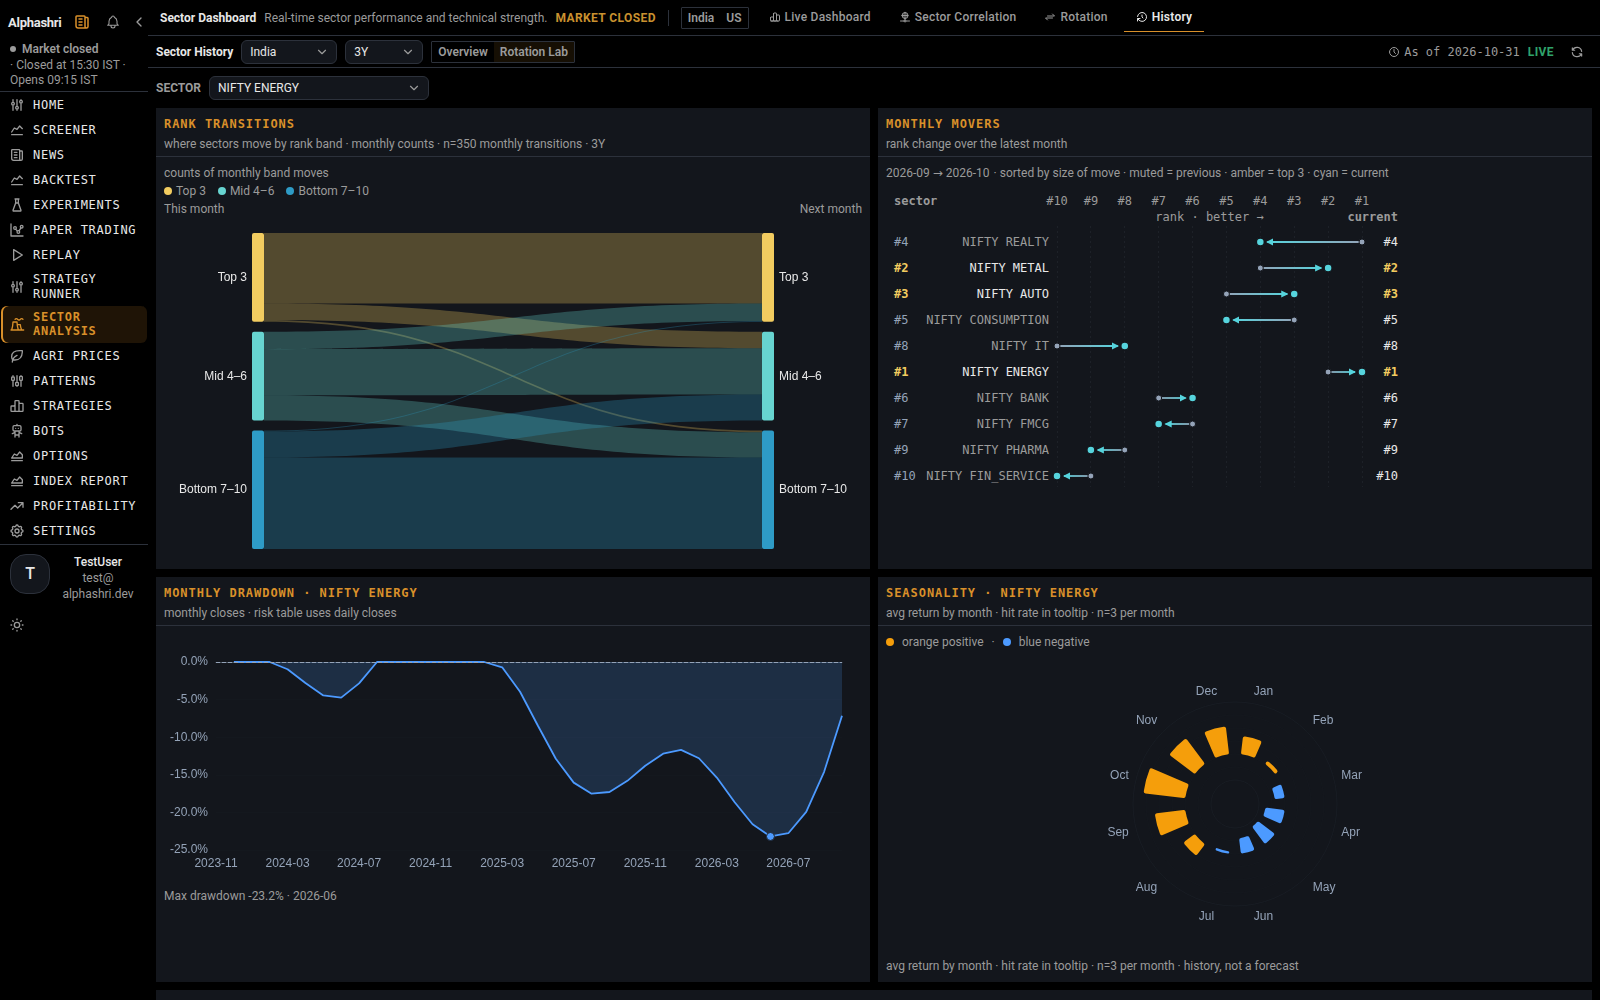 Alphashri
Market closed
· Closed at 15:30 IST ·
Opens 09:15 IST
HOME
SCREENER
NEWS
BACKTEST
EXPERIMENTS
PAPER TRADING
REPLAY
STRATEGY
RUNNER
SECTOR
ANALYSIS
AGRI PRICES
PATTERNS
STRATEGIES
BOTS
OPTIONS
INDEX REPORT
PROFITABILITY
SETTINGS
T
TestUser
test@
alphashri.dev
Sector Dashboard Real-time sector performance and technical strength. MARKET CLOSED India US Live Dashboard Sector Correlation Rotation History
Sector History India 3Y Overview Rotation Lab As of 2026-10-31 LIVE
SECTOR NIFTY ENERGY
RANK TRANSITIONS
where sectors move by rank band · monthly counts · n=350 monthly transitions · 3Y
counts of monthly band moves
Top 3 Mid 4–6 Bottom 7–10
This month Next month
Top 3 Top 3
Mid 4–6 Mid 4–6
Bottom 7–10 Bottom 7–10
MONTHLY MOVERS
rank change over the latest month
2026-09 → 2026-10 · sorted by size of move · muted = previous · amber = top 3 · cyan = current
sector #10 #9 #8 #7 #6 #5 #4 #3 #2 #1
rank · better → current
#4 NIFTY REALTY #4
#2 NIFTY METAL #2
#3 NIFTY AUTO #3
#5 NIFTY CONSUMPTION #5
#8 NIFTY IT #8
#1 NIFTY ENERGY #1
#6 NIFTY BANK #6
#7 NIFTY FMCG #7
#9 NIFTY PHARMA #9
#10 NIFTY FIN_SERVICE #10
MONTHLY DRAWDOWN · NIFTY ENERGY
monthly closes · risk table uses daily closes
0.0%
-5.0%
-10.0%
-15.0%
-20.0%
-25.0%
2023-11 2024-03 2024-07 2024-11 2025-03 2025-07 2025-11 2026-03 2026-07
Max drawdown -23.2% · 2026-06
SEASONALITY · NIFTY ENERGY
avg return by month · hit rate in tooltip · n=3 per month
orange positive · blue negative
Dec Jan
Nov Feb
Oct Mar
Sep Apr
Aug May
Jul Jun
avg return by month · hit rate in tooltip · n=3 per month · history, not a forecast